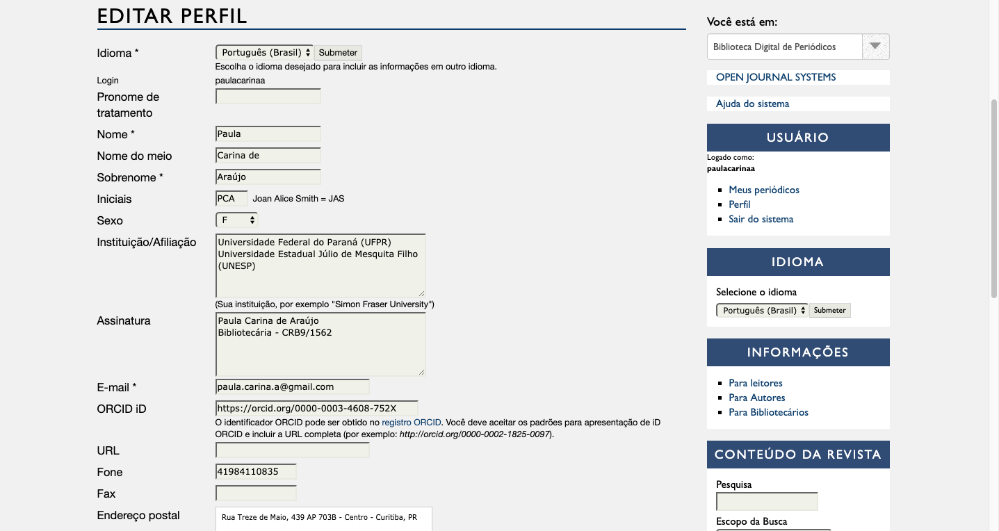 EDITAR PERFIL
Idioma * Português (Brasil) Submeter
Escolha o idioma desejado para incluir as informações em outro idioma.
Login paulacarinaa
Pronome de
tratamento
Nome * Paula
Nome do meio Carina de
Sobrenome * Araújo
Iniciais PCA Joan Alice Smith = JAS
Sexo F
Instituição/Afiliação Universidade Federal do Paraná (UFPR)
Universidade Estadual Júlio de Mesquita Filho
(UNESP)
(Sua instituição, por exemplo "Simon Fraser University")
Assinatura Paula Carina de Araújo
Bibliotecária - CRB9/1562
E-mail * paula.carina.a@gmail.com
ORCID iD https://orcid.org/0000-0003-4608-752X
O identificador ORCID pode ser obtido no registro ORCID. Você deve aceitar os padrões para apresentação de iD
ORCID e incluir a URL completa (por exemplo: http://orcid.org/0000-0002-1825-0097).
URL
Fone 41984110835
Fax
Endereço postal Rua Treze de Maio, 439 AP 703B - Centro - Curitiba, PR
Você está em:
Biblioteca Digital de Periódicos
OPEN JOURNAL SYSTEMS
Ajuda do sistema
USUÁRIO
Logado como:
paulacarinaa
Meus periódicos
Perfil
Sair do sistema
IDIOMA
Selecione o idioma
Português (Brasil) Submeter
INFORMAÇÕES
Para leitores
Para Autores
Para Bibliotecários
CONTEÚDO DA REVISTA
Pesquisa
Escopo da Busca